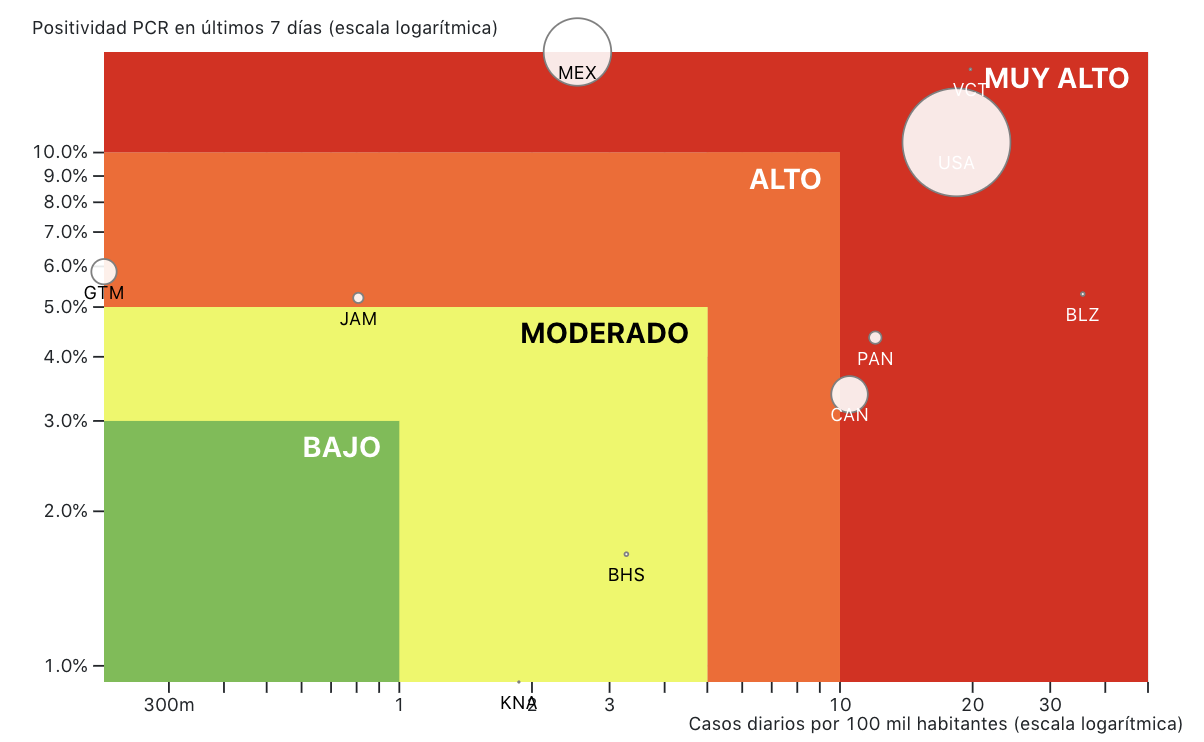 Positividad PCR en últimos 7 días (escala logarítmica)
MEX
MUY ALTO
VCT
10.0%
USA
9.0%
ALTO
8.0%
7.0%
6.0%
GTM
5.0%
JAM
BLZ
MODERADO
4.0%
PAN
3.0%
CAN
BAJO
2.0%
BHS
1.0%
KNA
300m 1 2 3 10 20 30
Casos diarios por 100 mil habitantes (escala logarítmica)